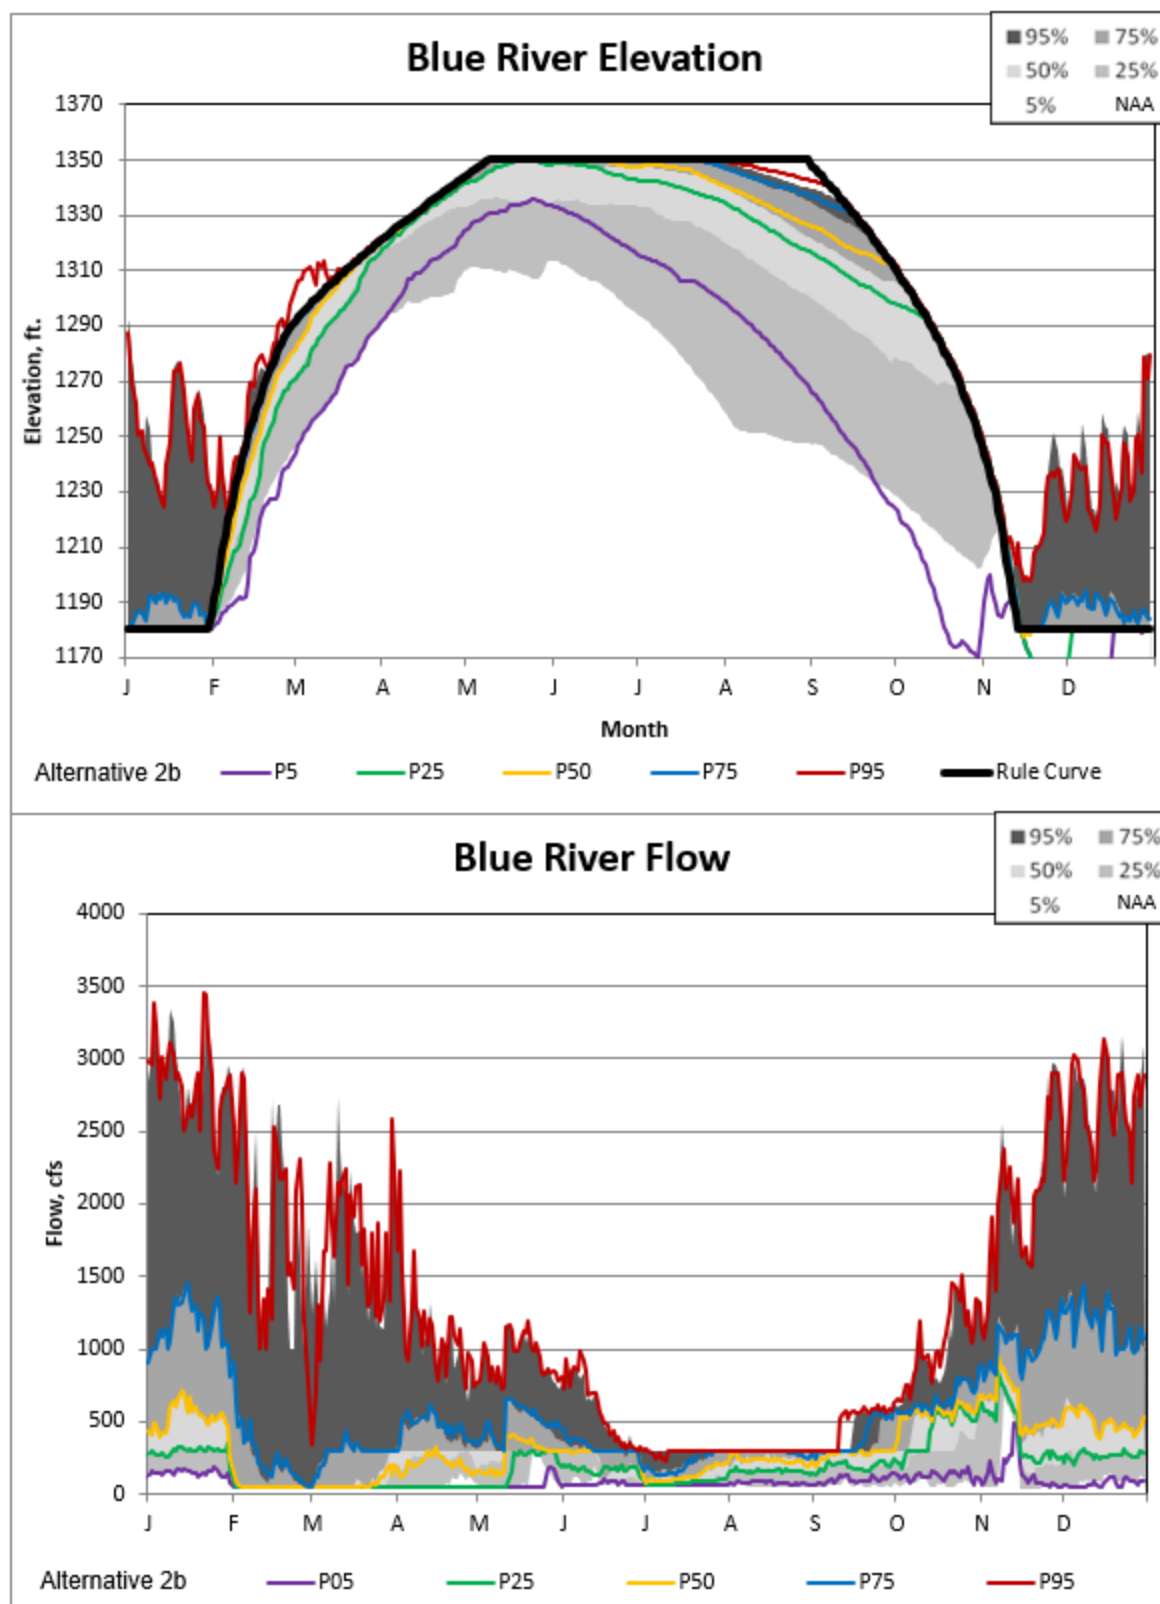 Blue River Elevation
95% 75%
50% 25%
5% NAA
1370
1350
1330
1310
1290
1270
1250
1230
1210
1190
1170
Elevation, ft.
J F M A M J J A S O N D
Month
Alternative 2b P5 P25 P50 P75 P95 Rule Curve
Blue River Flow
95% 75%
50% 25%
5% NAA
4000
3500
3000
2500
2000
1500
1000
500
0
Flow, cfs
J F M A M J J A S O N D
Alternative 2b P05 P25 P50 P75 P95